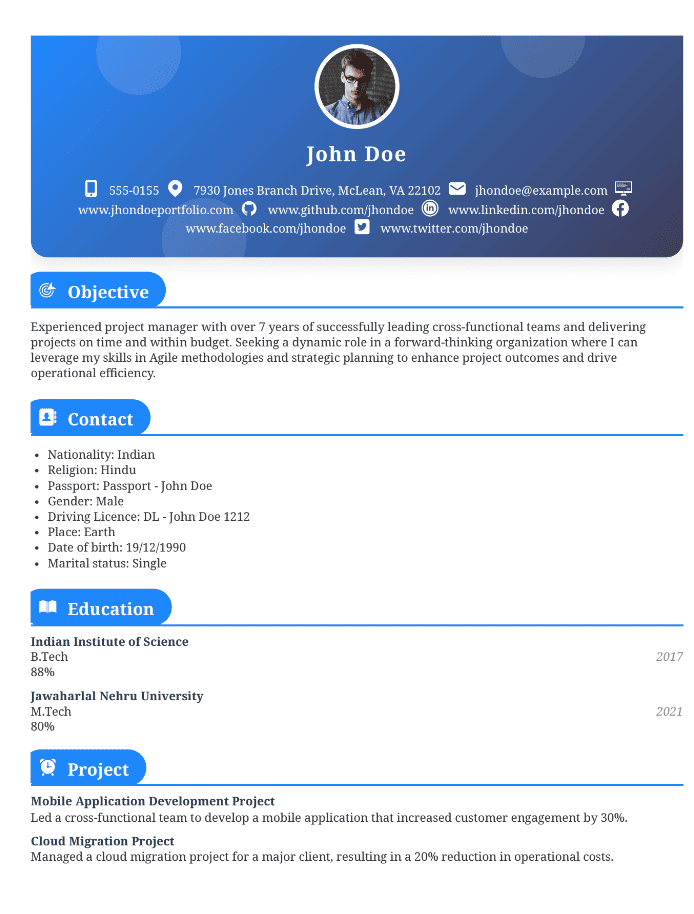 John Doe
555-0155 7930 Jones Branch Drive, McLean, VA 22102 jhondoe@example.com
www.jhondoeportfolio.com www.github.com/jhondoe www.linkedin.com/jhondoe
www.facebook.com/jhondoe www.twitter.com/jhondoe
Objective
Experienced project manager with over 7 years of successfully leading cross-functional teams and delivering
projects on time and within budget. Seeking a dynamic role in a forward-thinking organization where I can
leverage my skills in Agile methodologies and strategic planning to enhance project outcomes and drive
operational efficiency.
Contact
• Nationality: Indian
• Religion: Hindu
• Passport: Passport - John Doe
• Gender: Male
• Driving Licence: DL - John Doe 1212
• Place: Earth
• Date of birth: 19/12/1990
• Marital status: Single
Education
Indian Institute of Science
B.Tech 2017
88%
Jawaharlal Nehru University
M.Tech 2021
80%
Project
Mobile Application Development Project
Led a cross-functional team to develop a mobile application that increased customer engagement by 30%.
Cloud Migration Project
Managed a cloud migration project for a major client, resulting in a 20% reduction in operational costs.